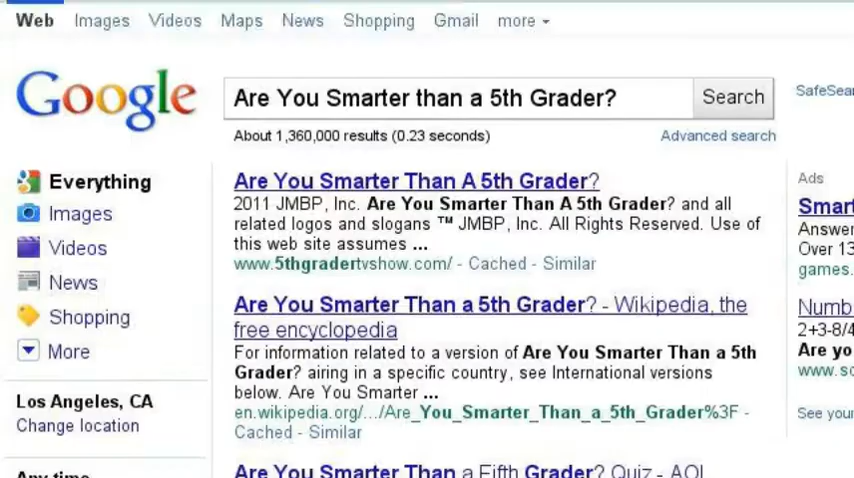 Web Images Videos Maps News Shopping Gmail more
Google
Are You Smarter than a 5th Grader? Search
SafeSear
About 1,360,000 results (0.23 seconds) Advanced search
Everything
Images
Videos
News
Shopping
More
Los Angeles, CA
Change location
Any time
Are You Smarter Than A 5th Grader?
2011 JMBP, Inc. Are You Smarter Than A 5th Grader? and all
related logos and slogans ™ JMBP, Inc. All Rights Reserved. Use of
this web site assumes ...
www.5thgradertvshow.com/ - Cached - Similar
Are You Smarter Than a 5th Grader? - Wikipedia, the
free encyclopedia
For information related to a version of Are You Smarter Than a 5th
Grader? airing in a specific country, see International versions
below. Are You Smarter ...
en.wikipedia.org/.../Are_You_Smarter_Than_a_5th_Grader%3F -
Cached - Similar
Are You Smarter Than a Fifth Grader? Quiz - AOL
Ads
Smart
Answer
Over 13
games.
Numb
2+3-8/4
Are yo
www.sc
See your